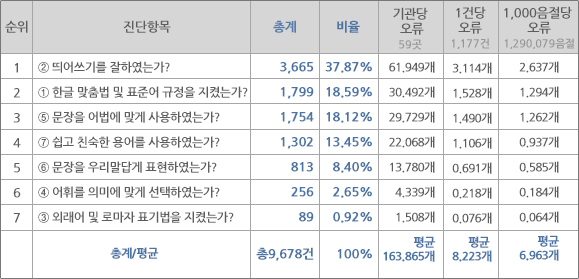 순위 진단항목 총계 비율 기관당 오류 59곳 1건당 오류 1,177건 1,000음절당 오류 1,290,079음절
1 ② 띄어쓰기를 잘하였는가? 3,665 37.87% 61,949개 3.114개 2.637개
2 ① 한글 맞춤법 및 표준어 규정을 지켰는가? 1,799 18.59% 30.492개 1.528개 1.294개
3 ⑤ 문장을 어법에 맞게 사용하였는가? 1,754 18.12% 29.729개 1.490개 1.262개
4 ⑦ 쉽고 친숙한 용어를 사용하였는가? 1,302 13.45% 22,068개 1.106개 0.937개
5 ⑥ 문장을 우리말답게 표현하였는가? 813 8.40% 13.780개 0.691개 0.585개
6 ④ 어휘를 의미에 맞게 선택하였는가? 256 2.65% 4.339개 0.218개 0.184개
7 ③ 외래어 및 로마자 표기법을 지켰는가? 89 0.92% 1.508개 0.076개 0.064개
총계/평균 총9,678건 100% 평균 163,865개 평균 8,223개 평균 6,963개